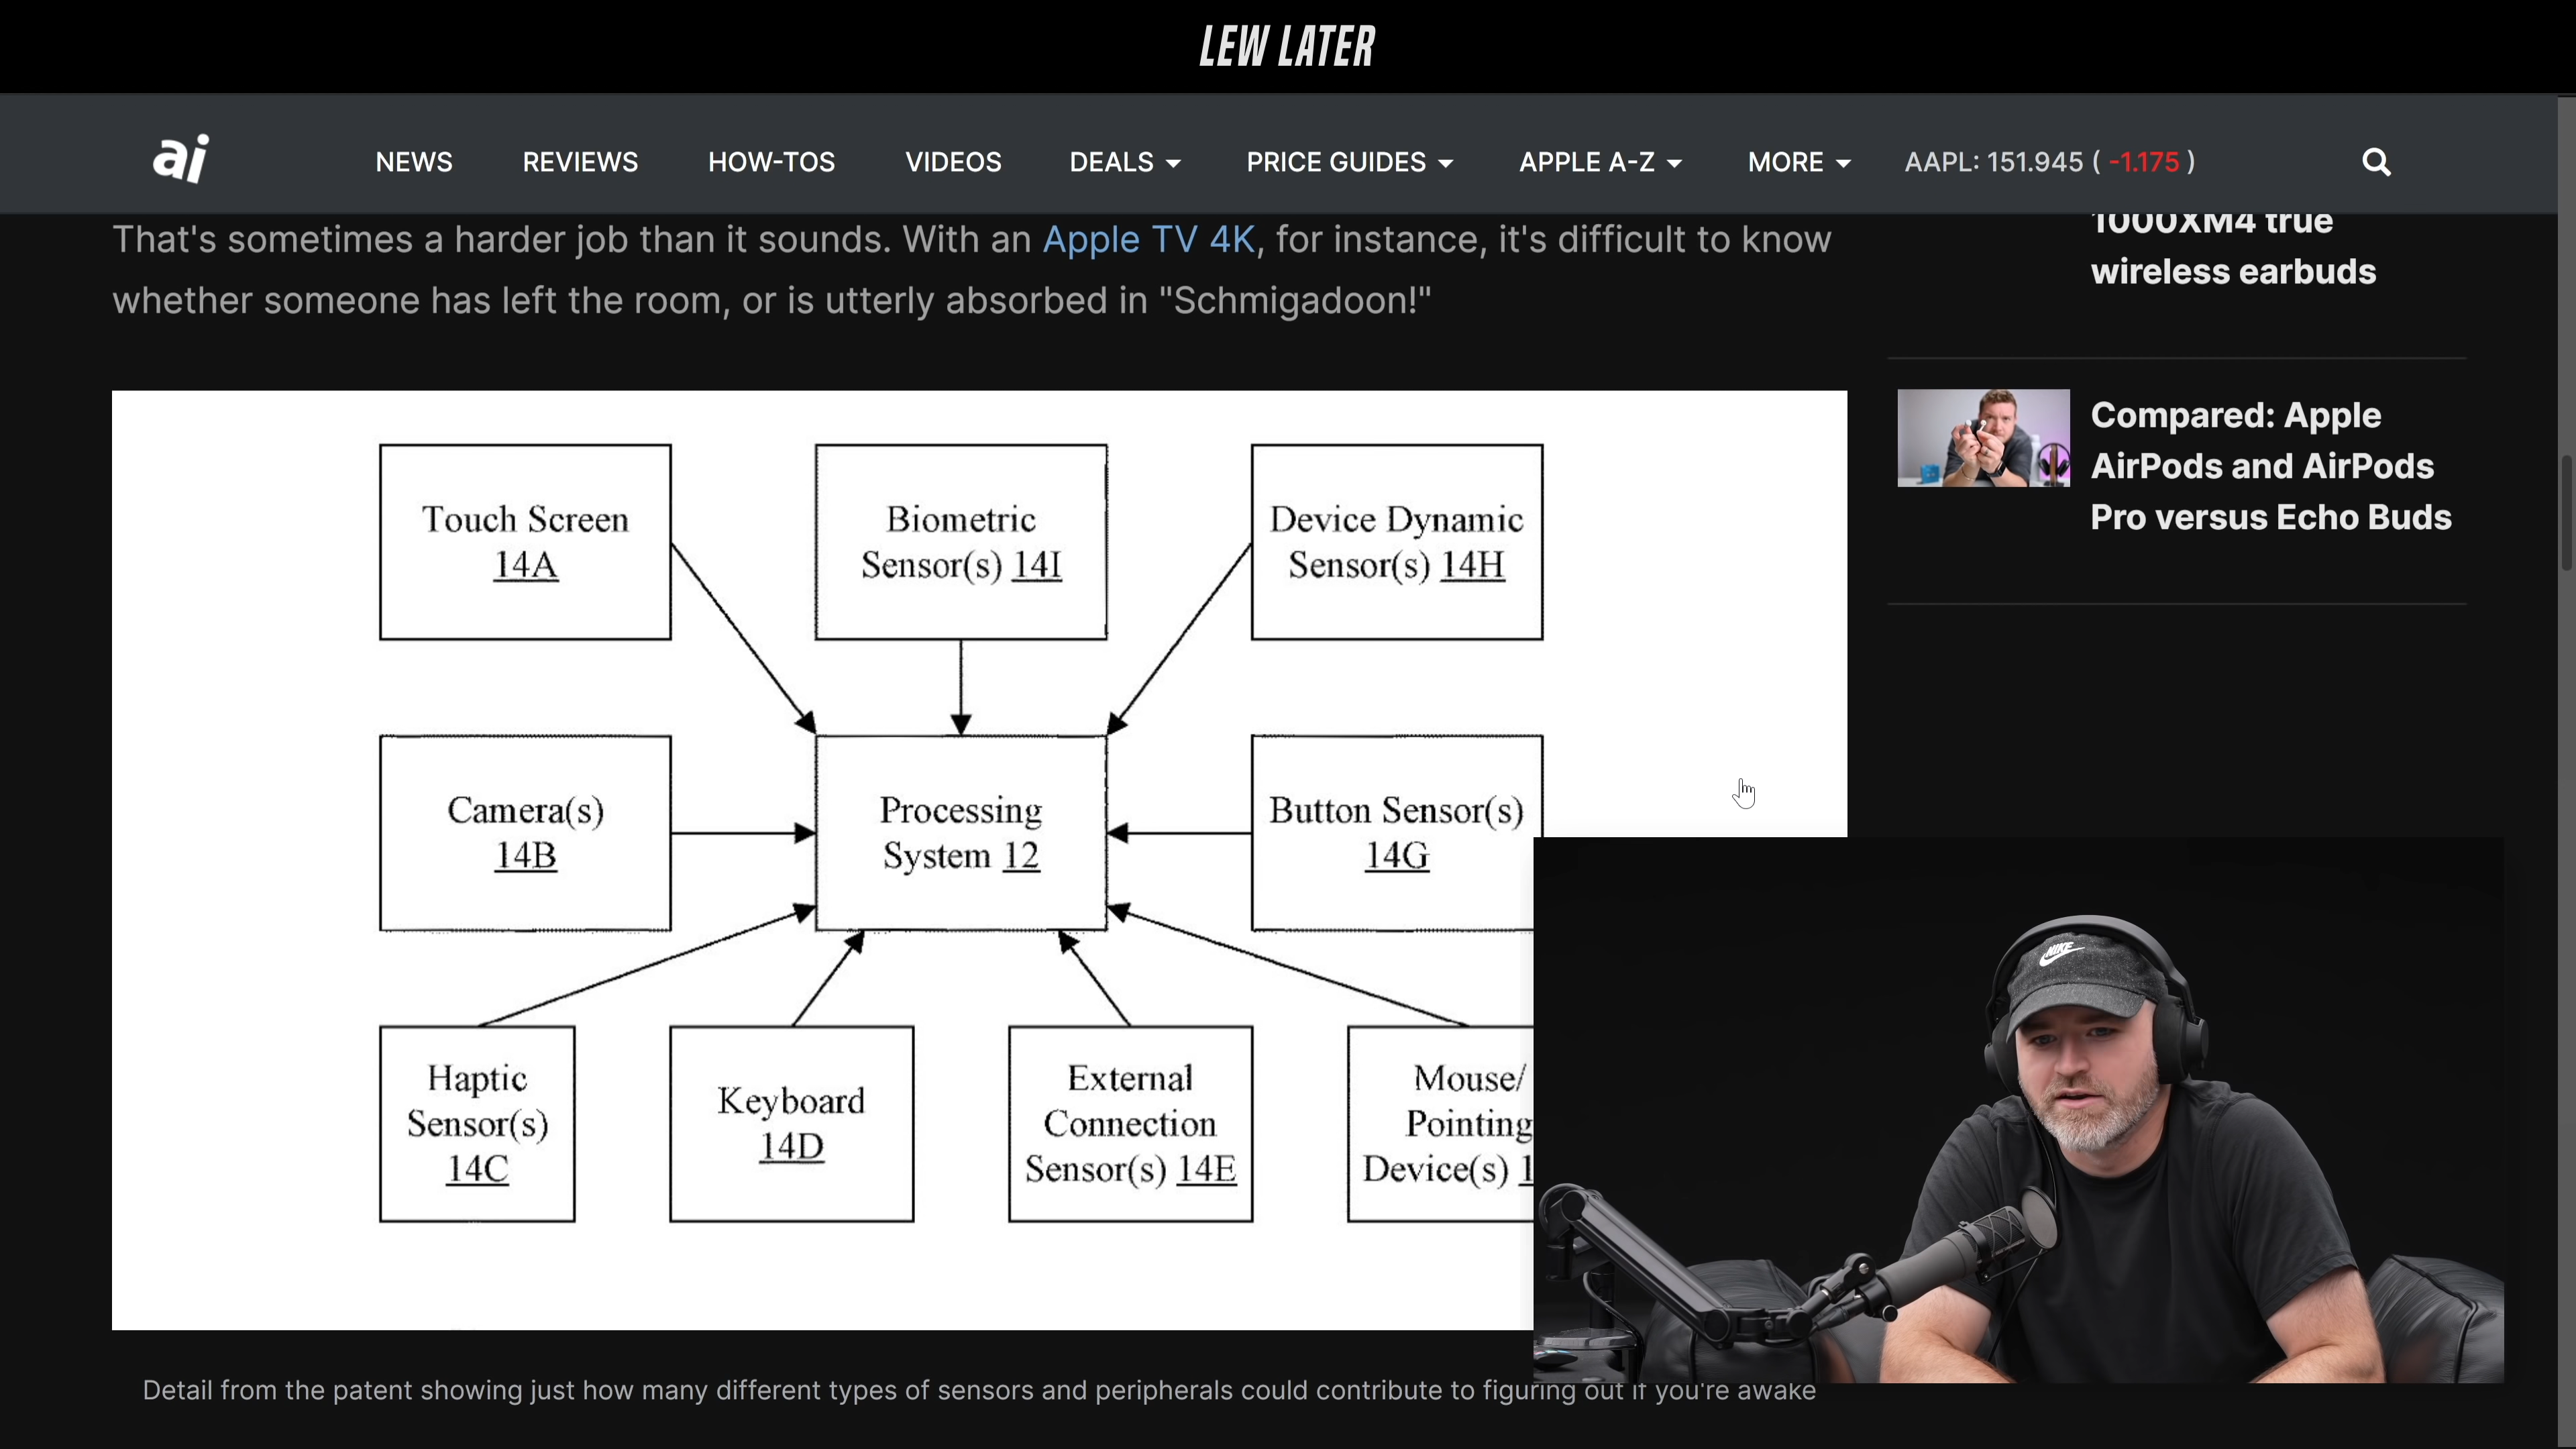 LEW LATER
ai
NEWS
REVIEWS
HOW-TOS
VIDEOS
DEALS
PRICE GUIDES
APPLE A-Z
MORE
AAPL: 151.945 ( -1.175 )
That's sometimes a harder job than it sounds. With an Apple TV 4K, for instance, it's difficult to know
whether someone has left the room, or is utterly absorbed in "Schmigadoon!"
1000XM4 true
wireless earbuds
Compared: Apple
AirPods and AirPods
Pro versus Echo Buds
Touch Screen
14A
Biometric
Sensor(s) 14I
Device Dynamic
Sensor(s) 14H
Camera(s)
14B
Processing
System 12
Button Sensor(s)
14G
Haptic
Sensor(s)
14C
Keyboard
14D
External
Connection
Sensor(s) 14E
Mouse/
Pointing
Device(s)
NIKE
Detail from the patent showing just how many different types of sensors and peripherals could contribute to figuring out if you're awake